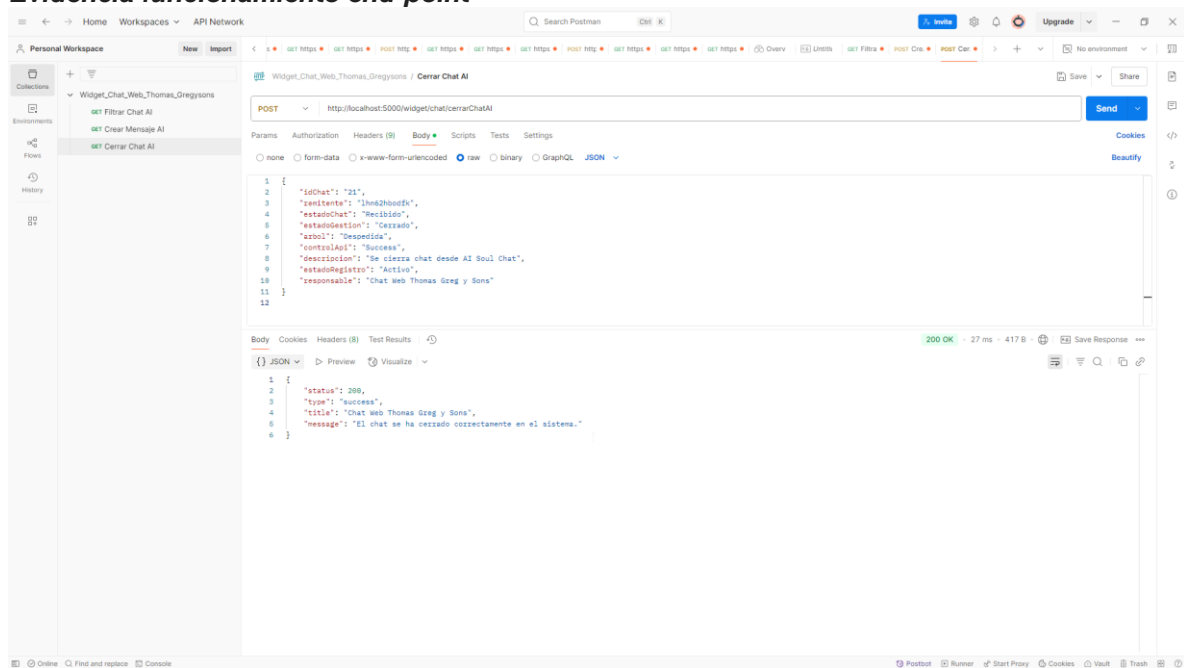 Evidencia funcionamiento end-point
Home Workspaces API Network
Search Postman Ctrl K
Invite Upgrade
Personal Workspace New Import
GET https GET https POST http GET https GET https GET https POST http GET https GET https GET https Overv Untitle GET Filtra POST Cre. POST Cer. No environment
Collections
Environments
Flows
History
Widget_Chat_Web_Thomas_Gregysons
GET Filtrar Chat AI
GET Crear Mensaje AI
GET Cerrar Chat AI
Widget_Chat_Web_Thomas_Gregysons / Cerrar Chat AI
Save Share
POST http://localhost:5000/widget/chat/cerrarChatAI Send
Params Authorization Headers (9) Body Scripts Tests Settings Cookies
none form-data x-www-form-urlencoded raw binary GraphQL JSON Beautify
1 {
2 "idChat": "21",
3 "remitente": "lhn62hbodfk",
4 "estadoChat": "Recibido",
5 "estadoGestion": "Cerrado",
6 "arbol": "Despedida",
7 "controlApi": "Success",
8 "descripcion": "Se cierra chat desde AI Soul Chat",
9 "estadoRegistro": "Activo",
10 "responsable": "Chat Web Thomas Greg y Sons"
11 }
12
Body Cookies Headers (8) Test Results 200 OK 27 ms 417 B Save Response
{} JSON Preview Visualize
1 {
2 "status": 200,
3 "type": "success",
4 "title": "Chat Web Thomas Greg y Sons",
5 "message": "El chat se ha cerrado correctamente en el sistema."
6 }
Online Find and replace Console Postbot Runner Start Proxy Cookies Vault Trash